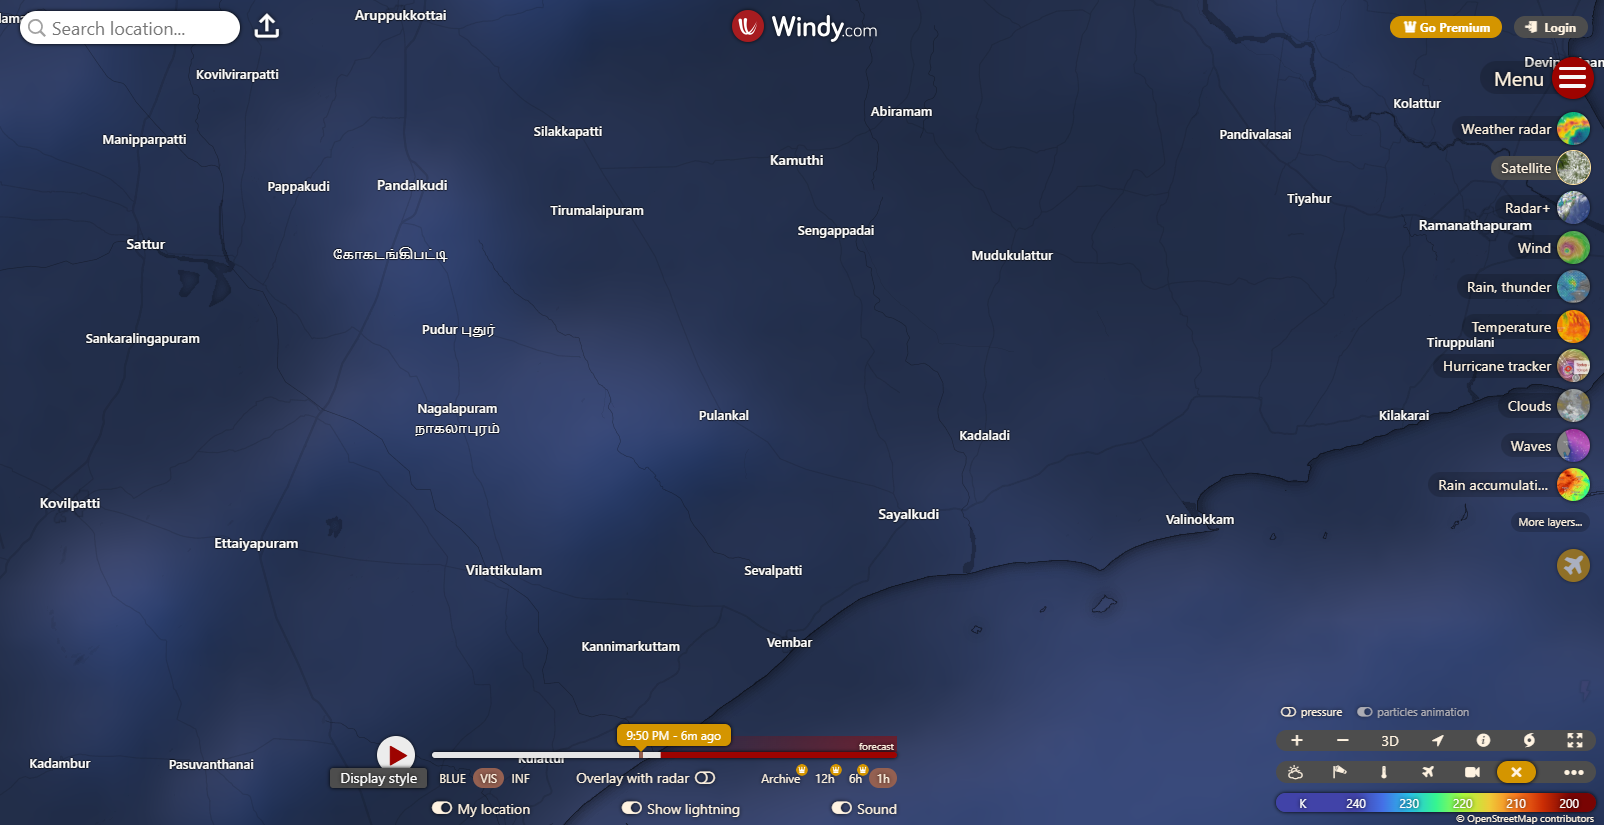 Aruppukkottai
Search location...
Windy.com
Go Premium
Login
Kovilvirarpatti
Menu
Abiramam
Kolattur
Silakkapatti
Pandivalasai
Weather radar
Manipparpatti
Kamuthi
Satellite
Pappakudi
Pandalkudi
Tirumalaipuram
Tiyahur
Radar+
Ramanathapuram
Sengappadai
Sattur
Wind
கோகடங்கிபட்டி
Mudukulattur
Rain, thunder
Pudur புதூர்
Temperature
Sankaralingapuram
Tiruppulani
Hurricane tracker
Clouds
Nagalapuram
நாகலாபுரம்
Pulankal
Kilakarai
Kadaladi
Waves
Rain accumulati...
Kovilpatti
Sayalkudi
Valinokkam
More layers...
Ettaiyapuram
Vilattikulam
Sevalpatti
Kannimarkuttam
Vembar
pressure
particles animation
9:50 PM - 6m ago
forecast
3D
Kadambur
Pasuvanthanai
Display style
BLUE VIS INF
Overlay with radar
Archive 12h 6h 1h
My location
Show lightning
Sound
K 240 230 220 210 200
© OpenStreetMap contributors